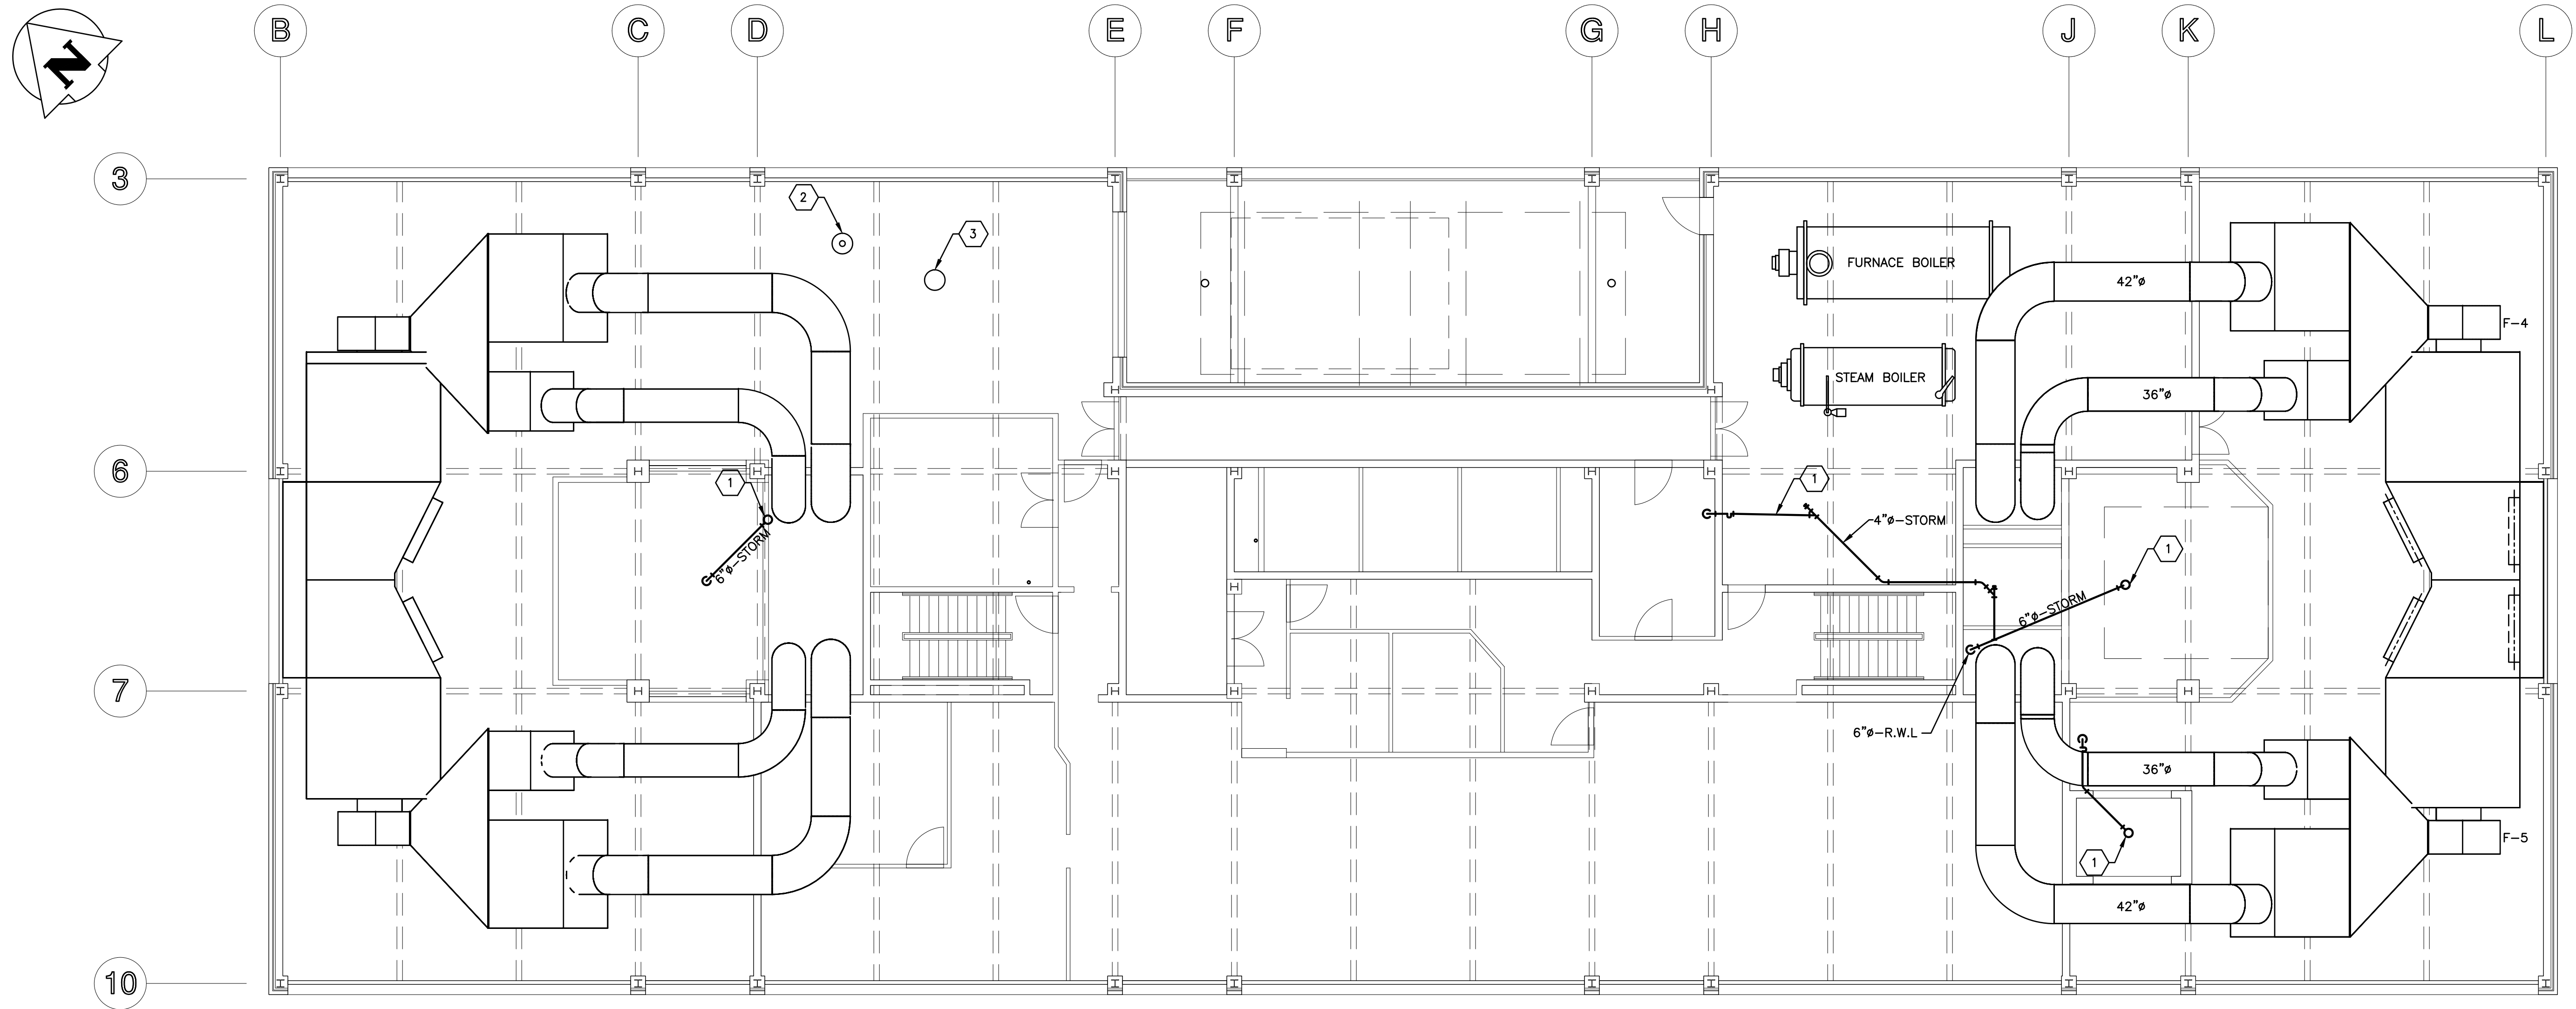 N
B
C
D
E
F
G
H
J
K
L
3
2
3
FURNACE BOILER
42"ø
F-4
STEAM BOILER
36"ø
6
1
1
4"ø-STORM
6"ø-STORM
1
6"ø-STORM
7
6"ø-R.W.L
36"ø
F-5
1
42"ø
10